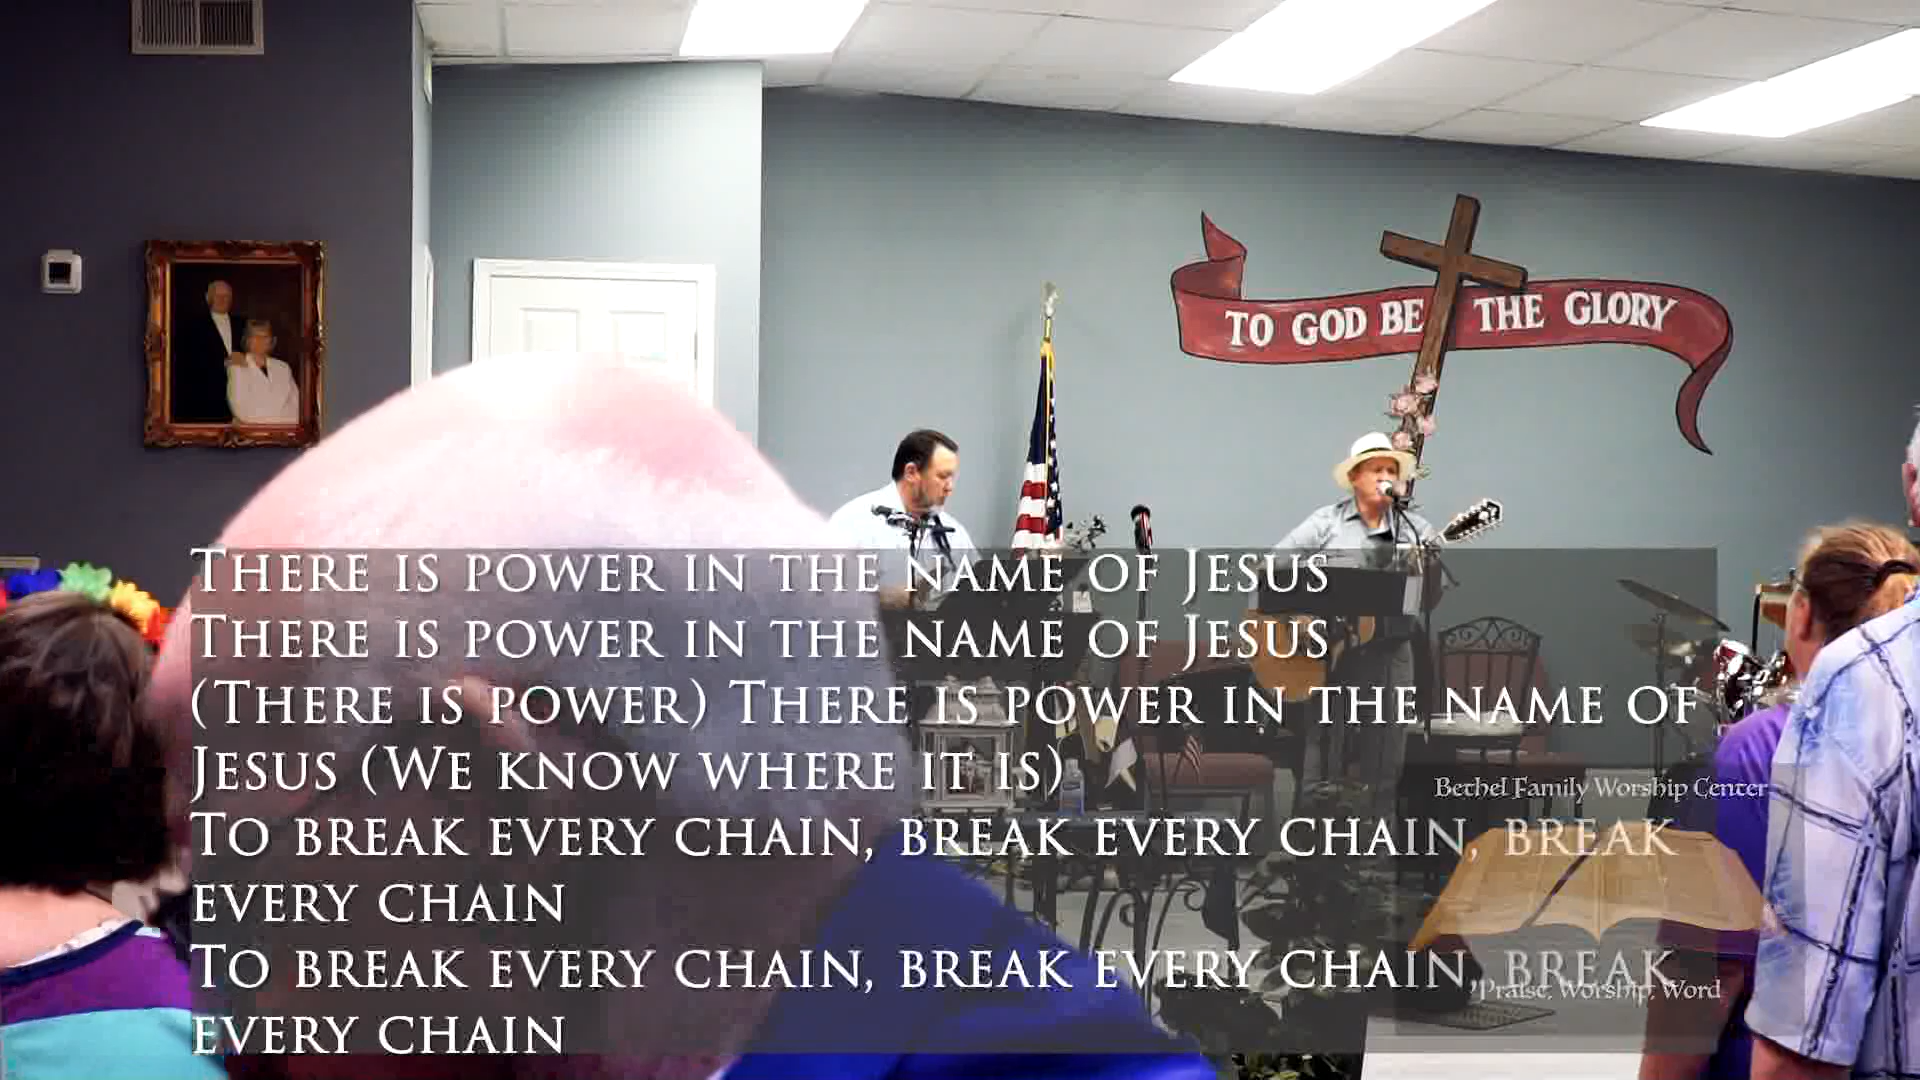 TO GOD BE THE GLORY
THERE IS POWER IN THE NAME OF JESUS
THERE IS POWER IN THE NAME OF JESUS
(THERE IS POWER) THERE IS POWER IN THE NAME OF
JESUS (WE KNOW WHERE IT IS)
Bethel Family Worship Center
TO BREAK EVERY CHAIN, BREAK EVERY CHAIN, BREAK
EVERY CHAIN
TO BREAK EVERY CHAIN, BREAK EVERY CHAIN, BREAK
Praise, Worship, Word
EVERY CHAIN